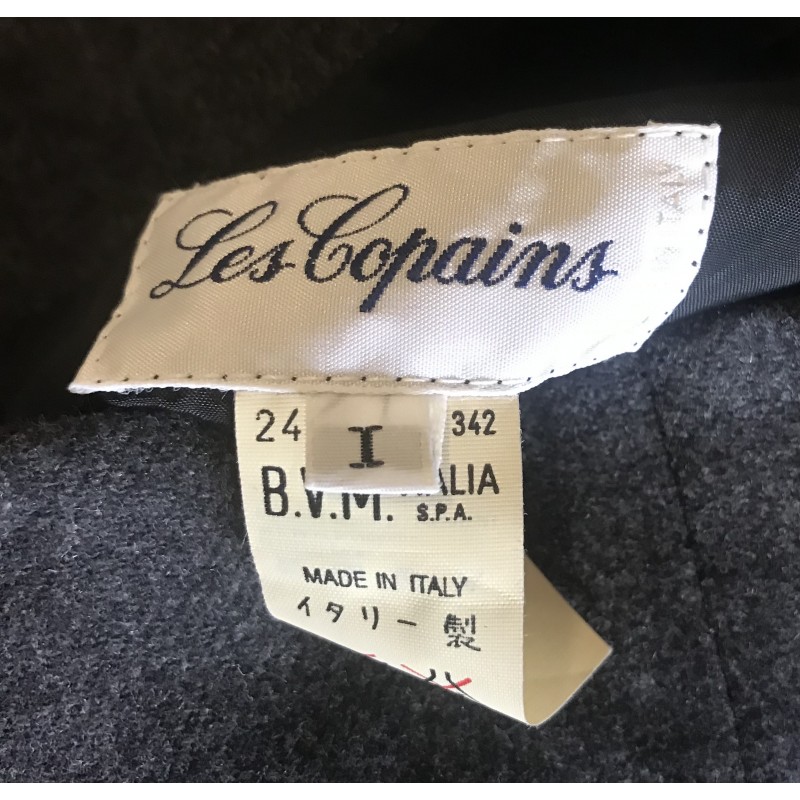 Les Copains
24 I 342
B.V.M. ITALIA
S.P.A.
MADE IN ITALY
イタリー製